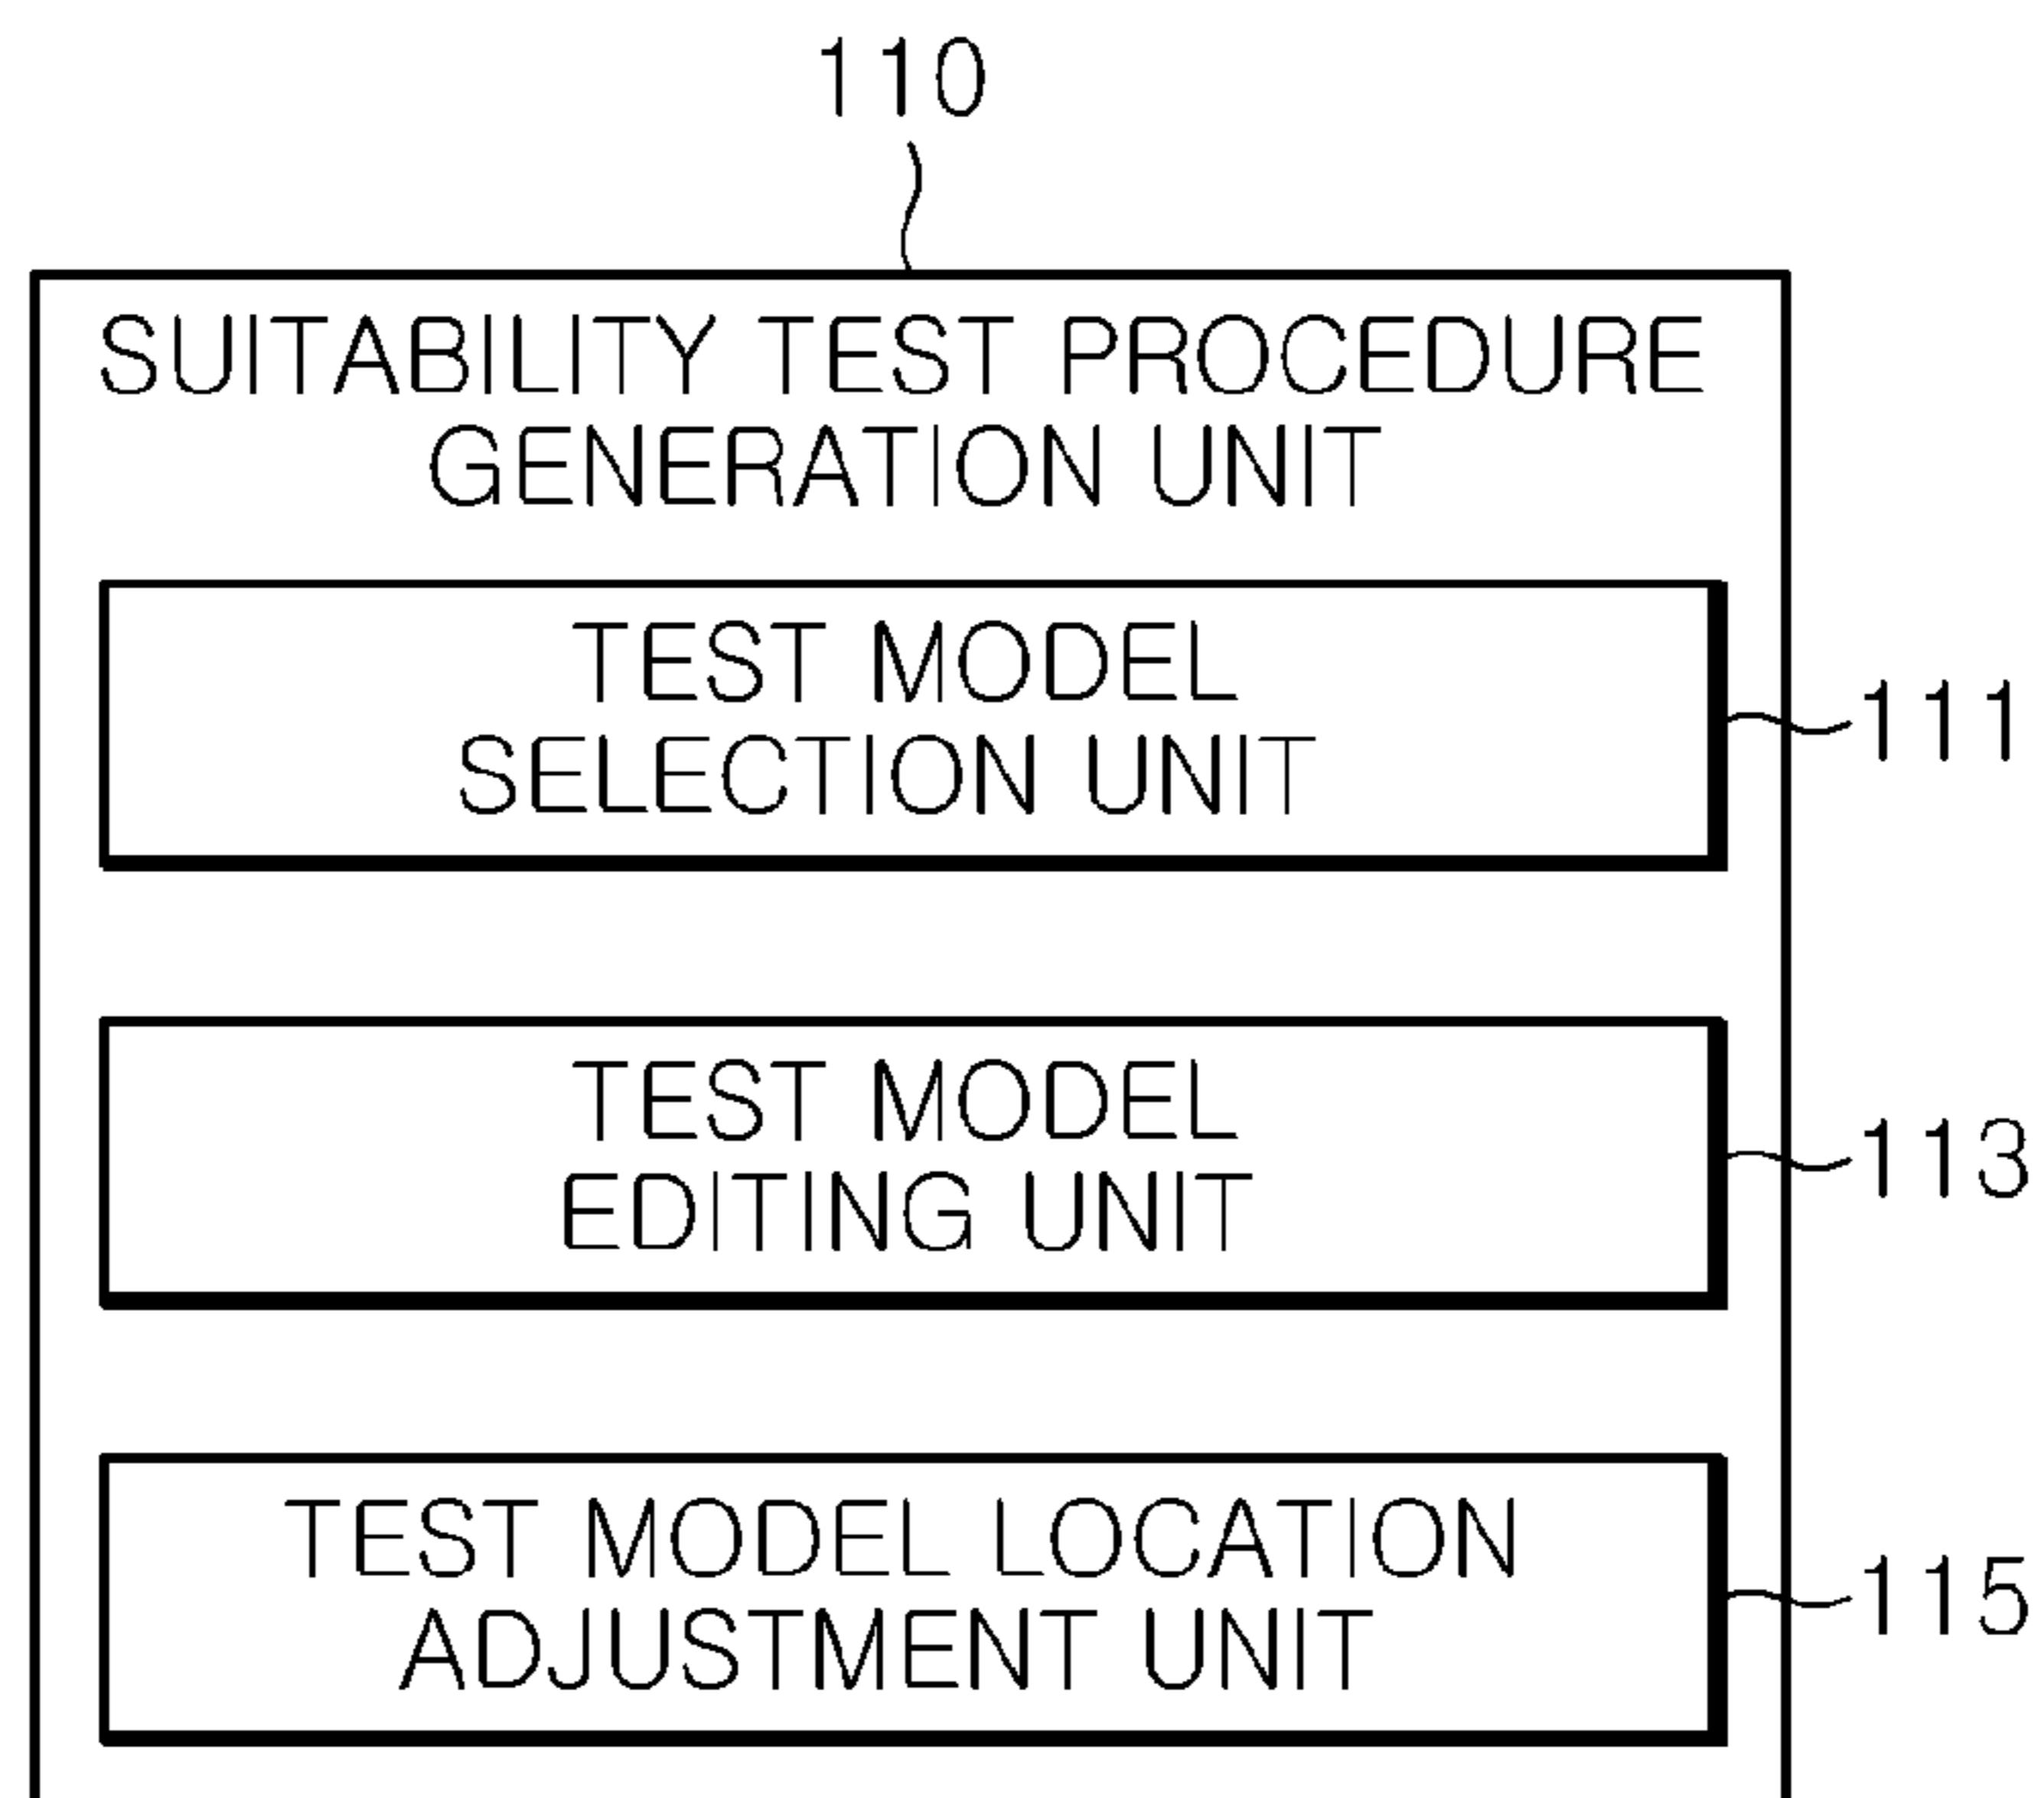 110
SUITABILITY TEST PROCEDURE
GENERATION UNIT
TEST MODEL
SELECTION UNIT
111
TEST MODEL
EDITING UNIT
113
TEST MODEL LOCATION
ADJUSTMENT UNIT
115